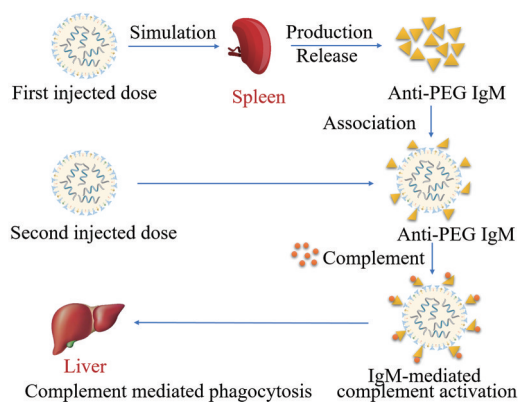 Simulation
Production
Release
First injected dose
Spleen
Anti-PEG IgM
Association
Second injected dose
Anti-PEG IgM
Complement
Liver
Complement mediated phagocytosis
IgM-mediated
complement activation